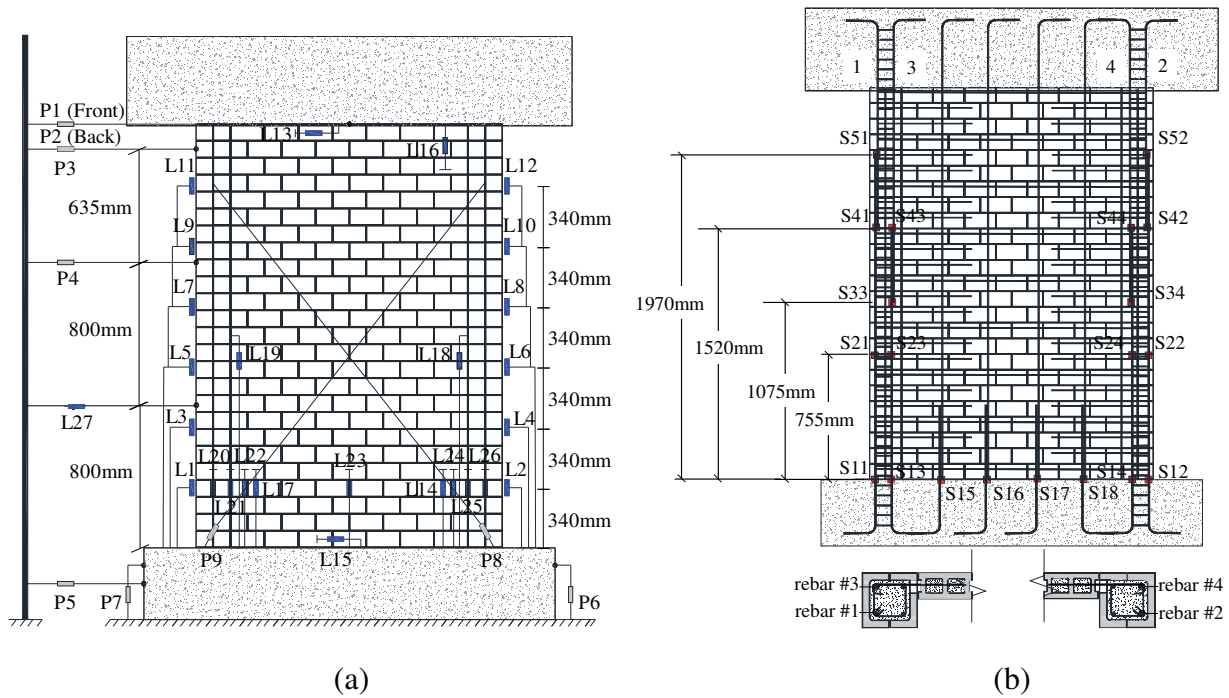 P1 (Front)
P2 (Back)
P3
L13
L16
L11
L12
635mm
340mm
L9
L10
P4
340mm
L7
L8
800mm
340mm
L5
L19
L18
L6
340mm
L27
L3
L4
340mm
800mm
L20
L22
L23
L24
L26
L1
L17
L14
L2
L21
L25
340mm
P9
L15
P8
P5
P7
P6
(a)
1
3
4
2
S51
S52
S41
S43
S44
S42
1970mm
S33
S34
1520mm
S21
S23
S24
S22
1075mm
755mm
S11
S13
S14
S12
S15
S16
S17
S18
rebar #3
rebar #4
rebar #1
rebar #2
(b)